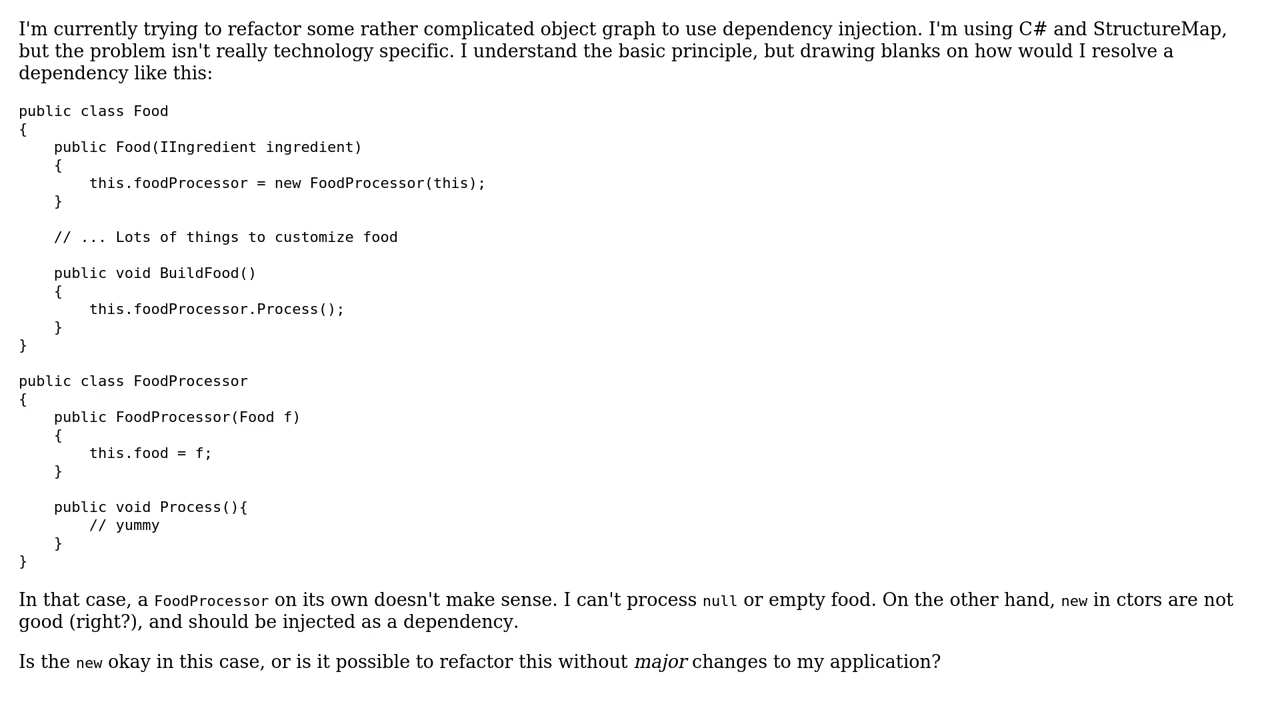 I'm currently trying to refactor some rather complicated object graph to use dependency injection. I'm using C# and StructureMap,
but the problem isn't really technology specific. I understand the basic principle, but drawing blanks on how would I resolve a
dependency like this:
public class Food
{
    public Food(IIngredient ingredient)
    {
        this.foodProcessor = new FoodProcessor(this);
    }
    // ... Lots of things to customize food
    public void BuildFood()
    {
        this.foodProcessor.Process();
    }
}
public class FoodProcessor
{
    public FoodProcessor(Food f)
    {
        this.food = f;
    }
    public void Process(){
        // yummy
    }
}
In that case, a FoodProcessor on its own doesn't make sense. I can't process null or empty food. On the other hand, new in ctors are not
good (right?), and should be injected as a dependency.
Is the new okay in this case, or is it possible to refactor this without major changes to my application?